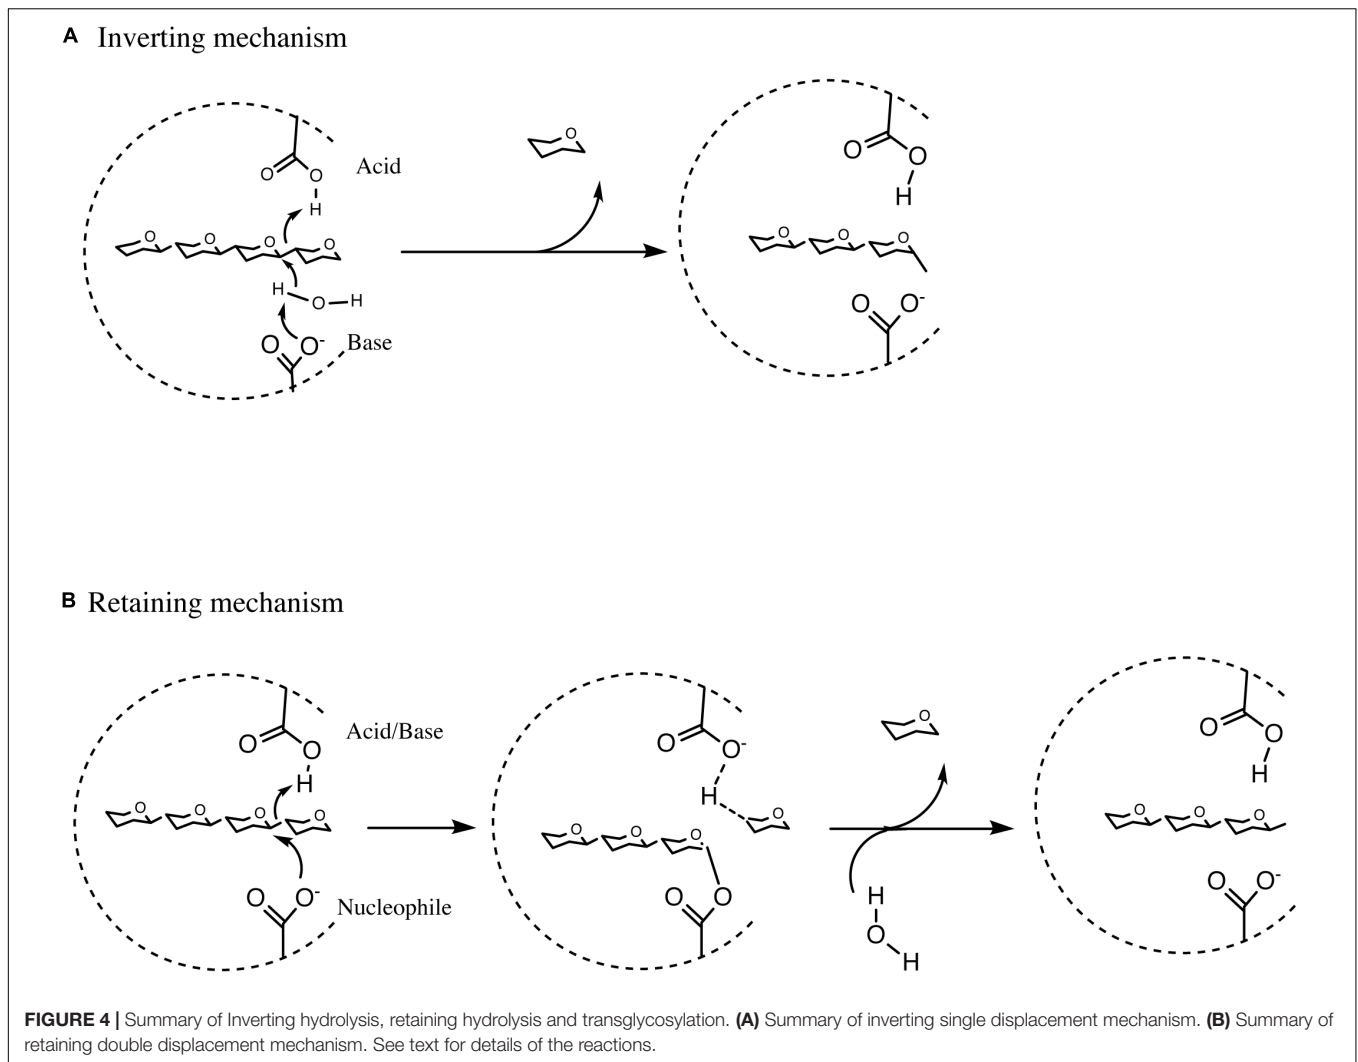 A Inverting mechanism
O
O
O
H
Acid
O
O
O
O
H
O
H
O
O-
Base
O
O
O
H
O
O
O
O
O-
B Retaining mechanism
O
O
H
Acid/Base
O
O
O
O
O
O-
Nucleophile
O
O-
H
O
O
O
O
O
O
O
H
O
H
O
O
H
O
O
O
O
O-
FIGURE 4 | Summary of Inverting hydrolysis, retaining hydrolysis and transglycosylation. (A) Summary of inverting single displacement mechanism. (B) Summary of
retaining double displacement mechanism. See text for details of the reactions.